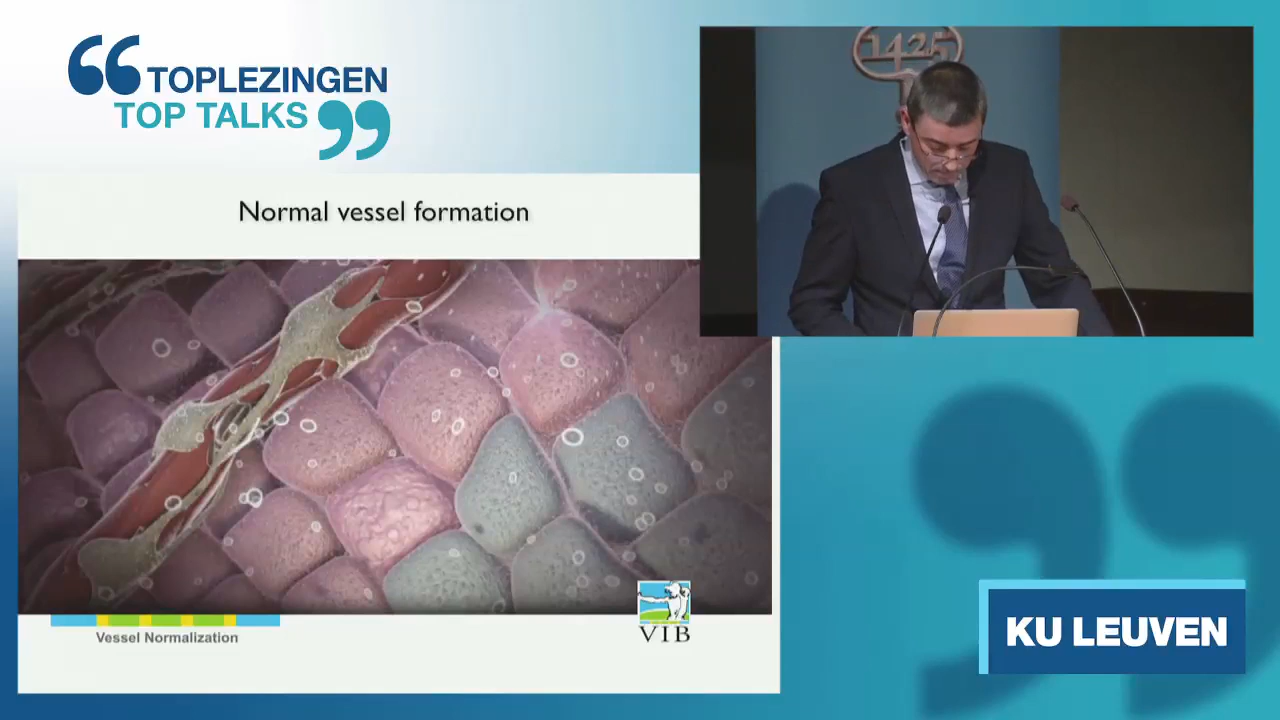 TOPLEZINGEN
TOP TALKS
1425
Normal vessel formation
Vessel Normalization
VIB
KU LEUVEN